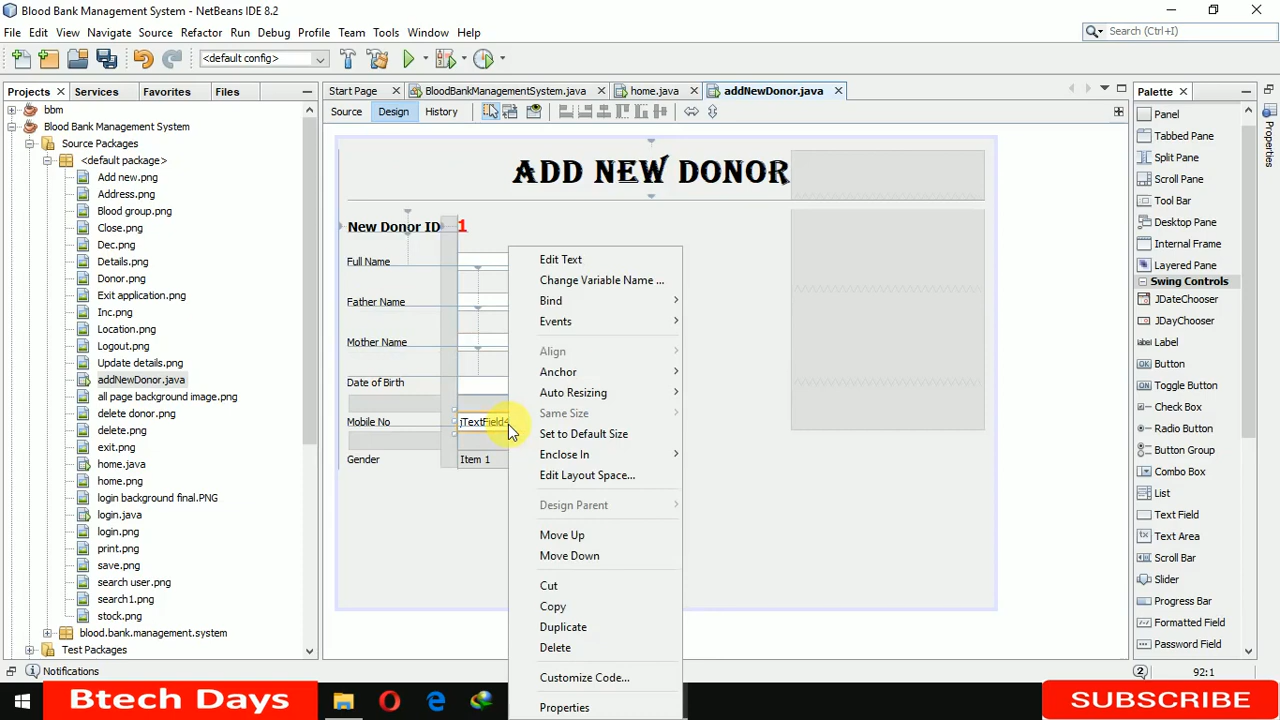 Blood Bank Management System - NetBeans IDE 8.2
File Edit View Navigate Source Refactor Run Debug Profile Team Tools Window Help
Search (Ctrl+I)
<default config>
Projects Services Favorites Files
Start Page BloodBankManagementSystem.java home.java addNewDonor.java
Palette
Source Design History
bbm
Blood Bank Management System
Source Packages
<default package>
Add new.png
Address.png
Blood group.png
Close.png
Dec.png
Details.png
Donor.png
Exit application.png
Inc.png
Location.png
Logout.png
Update details.png
addNewDonor.java
all page background image.png
delete donor.png
delete.png
exit.png
home.java
home.png
login background final.PNG
login.java
login.png
print.png
save.png
search user.png
search1.png
stock.png
blood.bank.management.system
Test Packages
ADD NEW DONOR
New Donor ID 1
Full Name
Father Name
Mother Name
Date of Birth
Mobile No
Gender Item 1
Edit Text
Change Variable Name ...
Bind
Events
Align
Anchor
Auto Resizing
Same Size
Set to Default Size
Enclose In
Edit Layout Space...
Design Parent
Move Up
Move Down
Cut
Copy
Duplicate
Delete
Customize Code...
Properties
Panel
Tabbed Pane
Split Pane
Scroll Pane
Tool Bar
Desktop Pane
Internal Frame
Layered Pane
Swing Controls
JDateChooser
JDayChooser
Label
Button
Toggle Button
Check Box
Radio Button
Combo Box
List
Text Field
Text Area
Scroll Bar
Slider
Progress Bar
Formatted Field
Password Field
Properties
Notifications
2
92:1
Btech Days
SUBSCRIBE